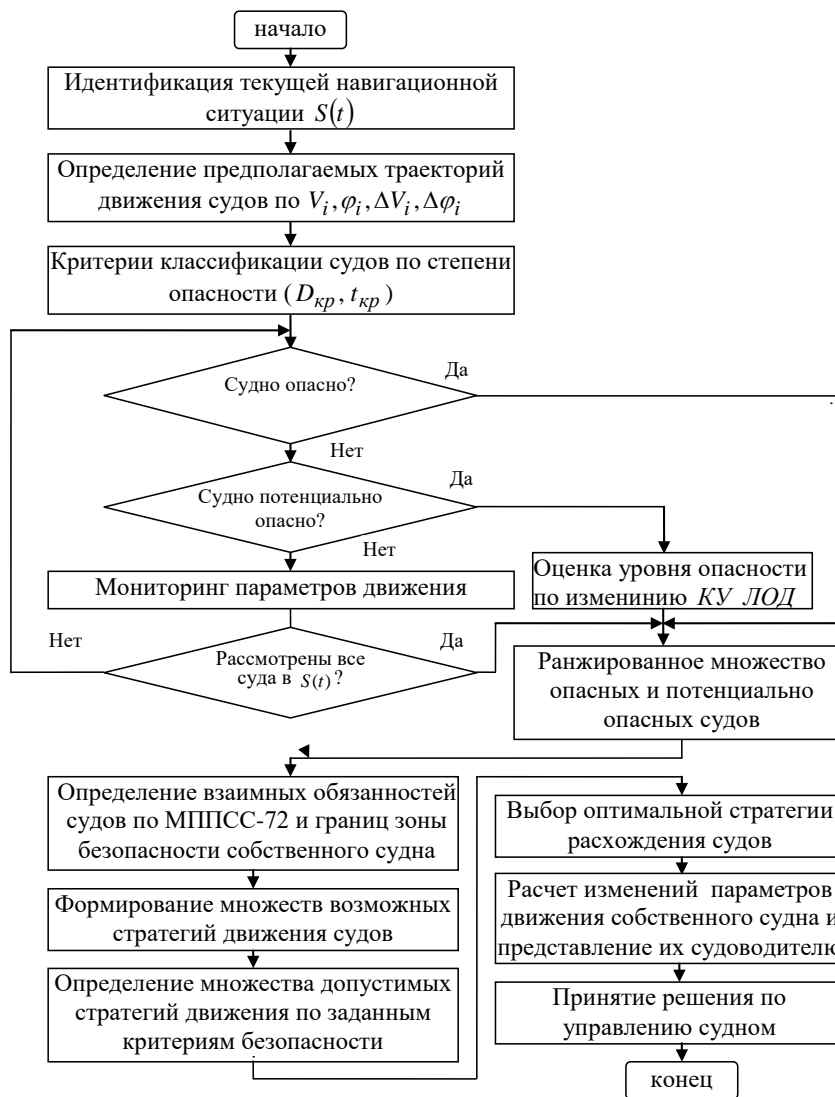 начало
Идентификация текущей навигационной
ситуации S(t)
Определение предполагаемых траекторий
движения судов по V_i, φ_i, ΔV_i, Δφ_i
Критерии классификации судов по степени
опасности (D_кр, t_кр)
Судно опасно?
Да
Нет
Судно потенциально
опасно?
Да
Нет
Мониторинг параметров движения
Оценка уровня опасности
по изменинию КУ ЛОД
Нет
Рассмотрены все
суда в S(t)?
Да
Ранжированное множество
опасных и потенциально
опасных судов
Определение взаимных обязанностей
судов по МППСС-72 и границ зоны
безопасности собственного судна
Формирование множеств возможных
стратегий движения судов
Определение множества допустимых
стратегий движения по заданным
критериям безопасности
Выбор оптимальной стратегии
расхождения судов
Расчет изменений параметров
движения собственного судна и
представление их судоводителю
Принятие решения по
управлению судном
конец